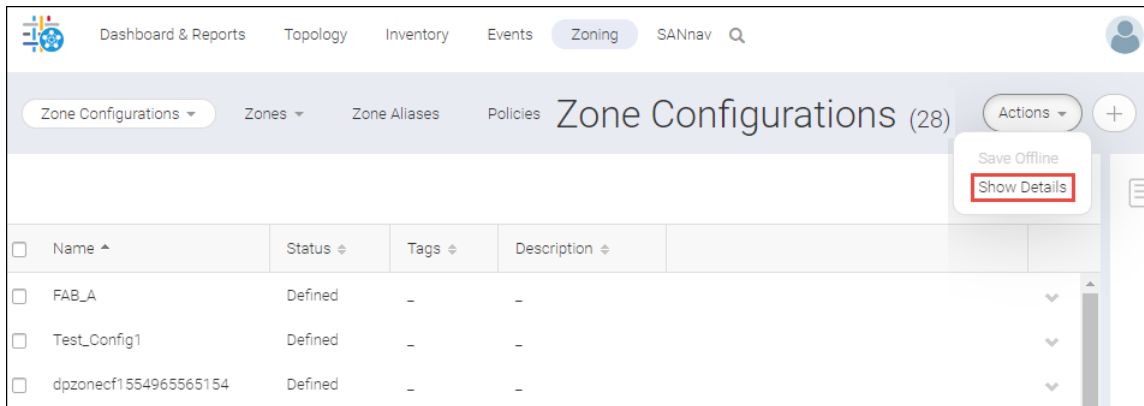 Dashboard & Reports Topology Inventory Events Zoning SANnav
Zone Configurations Zones Zone Aliases Policies Zone Configurations (28) Actions
Save Offline
Show Details
Name Status Tags Description
FAB_A Defined _ _
Test_Config1 Defined _ _
dpzonecf1554965565154 Defined _ _